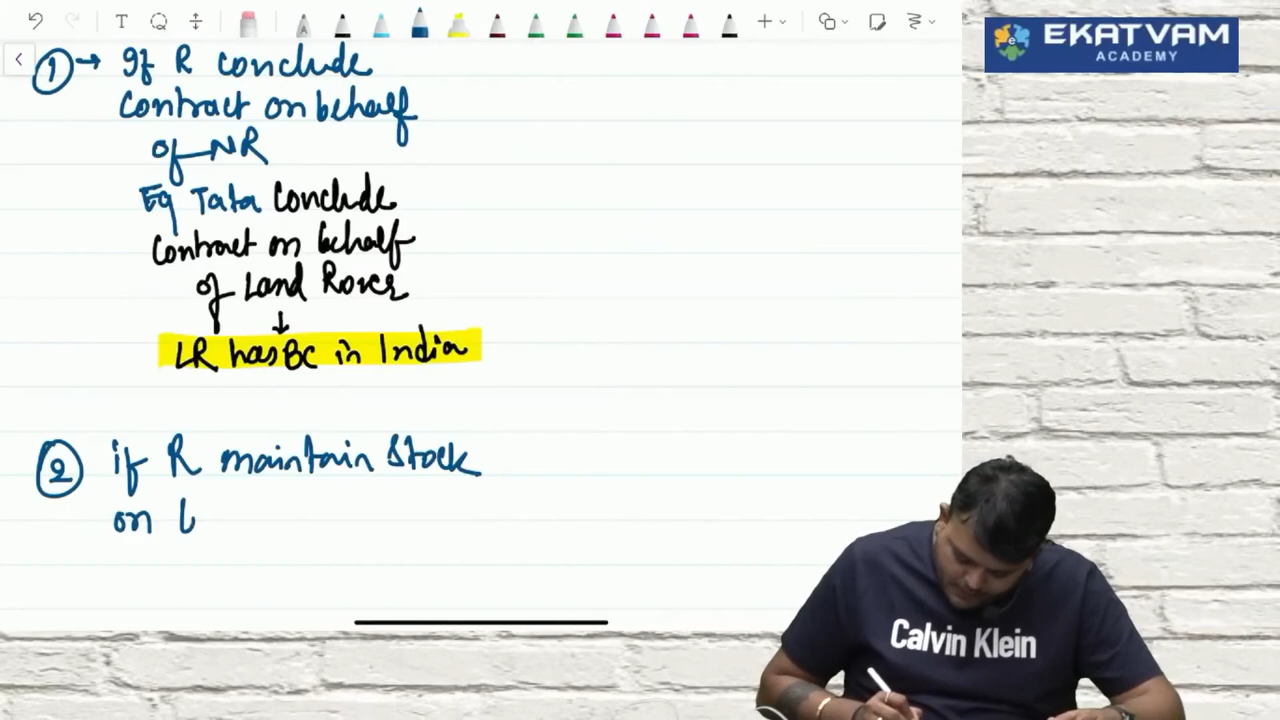 EKATVAM
ACADEMY
① → If R conclude
Contract on behalf
of NR
Eg Tata Conclude
Contract on behalf
of Land Rover
↓
LR has BC in India
② if R maintain Stock
on b
Calvin Klein